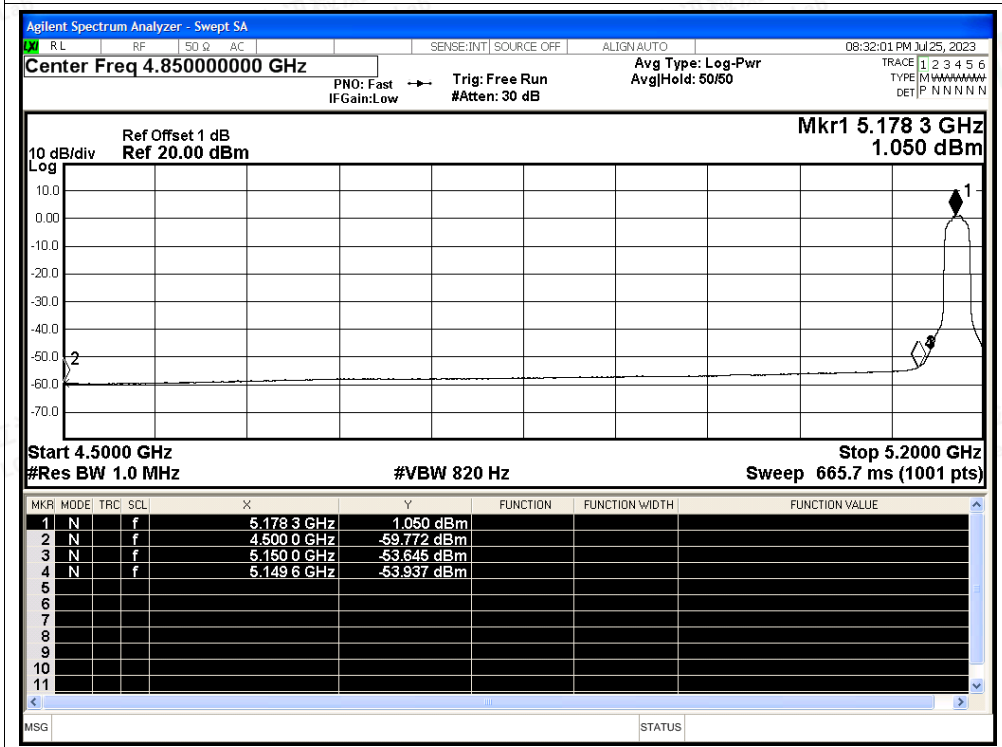 Agilent Spectrum Analyzer - Swept SA
LXI RL RF 50 Ω AC SENSE:INT SOURCE OFF ALIGN AUTO 08:32:01 PM Jul 25, 2023
Center Freq 4.850000000 GHz
PNO: Fast
IFGain:Low
Trig: Free Run
#Atten: 30 dB
Avg Type: Log-Pwr
Avg|Hold: 50/50
TRACE 1 2 3 4 5 6
TYPE M
DET P N N N N N
Mkr1 5.178 3 GHz
1.050 dBm
Ref Offset 1 dB
10 dB/div Ref 20.00 dBm
Log
10.0
0.00
-10.0
-20.0
-30.0
-40.0
-50.0
-60.0
-70.0
1
2
Start 4.5000 GHz Stop 5.2000 GHz
#Res BW 1.0 MHz #VBW 820 Hz Sweep 665.7 ms (1001 pts)
MKR MODE TRC SCL X Y FUNCTION FUNCTION WIDTH FUNCTION VALUE
1 N f 5.178 3 GHz 1.050 dBm
2 N f 4.500 0 GHz -59.772 dBm
3 N f 5.150 0 GHz -53.645 dBm
4 N f 5.149 6 GHz -53.937 dBm
5
6
7
8
9
10
11
MSG STATUS